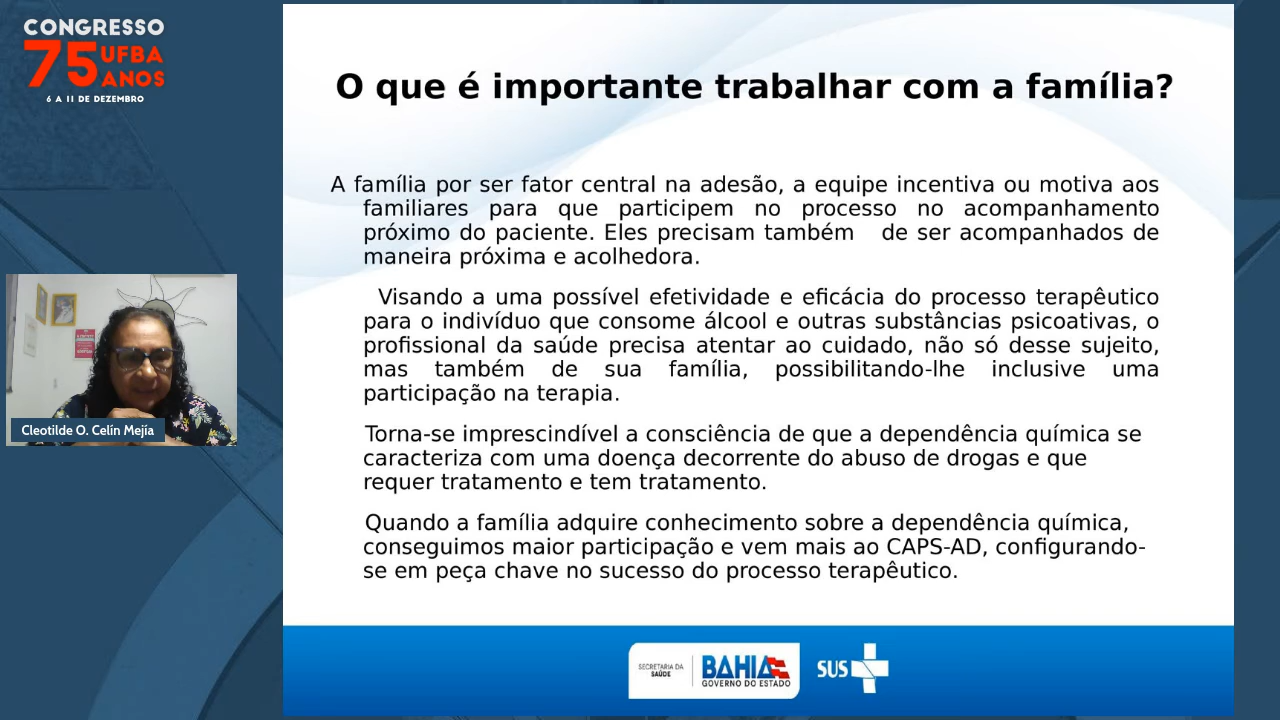 CONGRESSO
75 UFBA
ANOS
6 A 11 DE DEZEMBRO
O que é importante trabalhar com a família?
A família por ser fator central na adesão, a equipe incentiva ou motiva aos
familiares para que participem no processo no acompanhamento
próximo do paciente. Eles precisam também de ser acompanhados de
maneira próxima e acolhedora.
Visando a uma possível efetividade e eficácia do processo terapêutico
para o indivíduo que consome álcool e outras substâncias psicoativas, o
profissional da saúde precisa atentar ao cuidado, não só desse sujeito,
mas também de sua família, possibilitando-lhe inclusive uma
participação na terapia.
Torna-se imprescindível a consciência de que a dependência química se
caracteriza com uma doença decorrente do abuso de drogas e que
requer tratamento e tem tratamento.
Quando a família adquire conhecimento sobre a dependência química,
conseguimos maior participação e vem mais ao CAPS-AD, configurando-
se em peça chave no sucesso do processo terapêutico.
Cleotilde O. Celín Mejía
SECRETARIA DA
SAÚDE
BAHIA
GOVERNO DO ESTADO
SUS